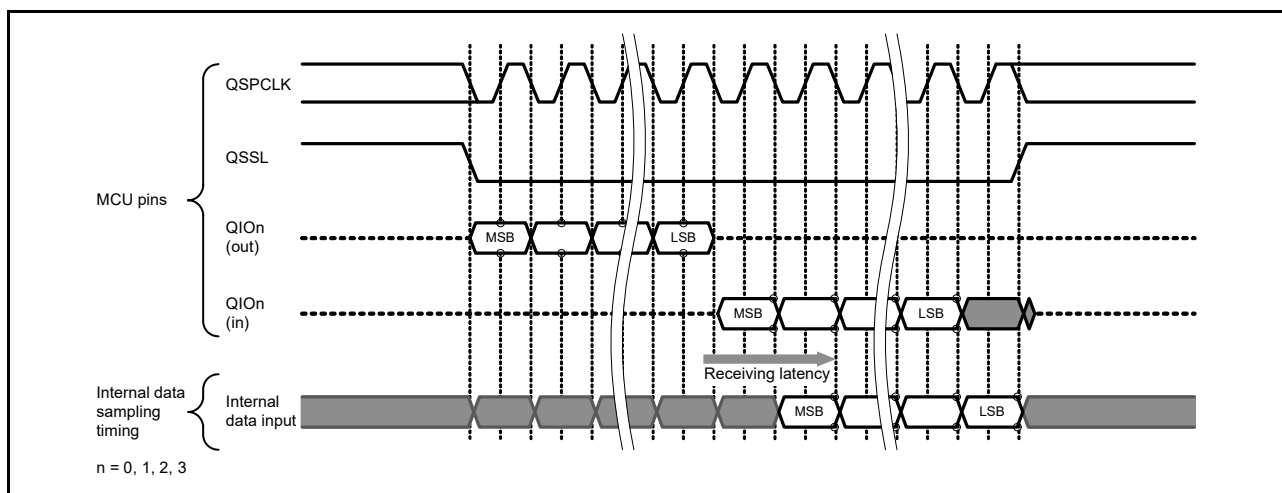 QSPCLK
QSSL
MCU pins
QIOn
(out)
MSB
LSB
QIOn
(in)
MSB
LSB
Receiving latency
Internal data
sampling
timing
Internal
data input
MSB
LSB
n = 0, 1, 2, 3